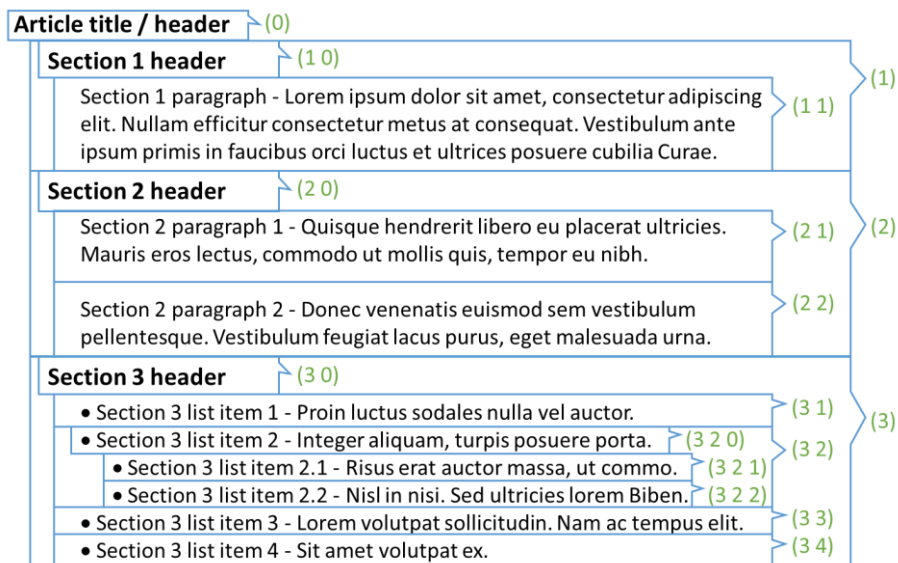 Article title / header (0)
Section 1 header (1 0)
(1)
Section 1 paragraph - Lorem ipsum dolor sit amet, consectetur adipiscing
elit. Nullam efficitur consectetur metus at consequat. Vestibulum ante
ipsum primis in faucibus orci luctus et ultrices posuere cubilia Curae.
(1 1)
Section 2 header (2 0)
Section 2 paragraph 1 - Quisque hendrerit libero eu placerat ultricies.
Mauris eros lectus, commodo ut mollis quis, tempor eu nibh.
(2 1)
(2)
Section 2 paragraph 2 - Donec venenatis euismod sem vestibulum
pellentesque. Vestibulum feugiat lacus purus, eget malesuada urna.
(2 2)
Section 3 header (3 0)
• Section 3 list item 1 - Proin luctus sodales nulla vel auctor. (3 1)
(3)
• Section 3 list item 2 - Integer aliquam, turpis posuere porta. (3 2 0)
(3 2)
• Section 3 list item 2.1 - Risus erat auctor massa, ut commo. (3 2 1)
• Section 3 list item 2.2 - Nisl in nisi. Sed ultricies lorem Biben. (3 2 2)
• Section 3 list item 3 - Lorem volutpat sollicitudin. Nam ac tempus elit. (3 3)
• Section 3 list item 4 - Sit amet volutpat ex. (3 4)